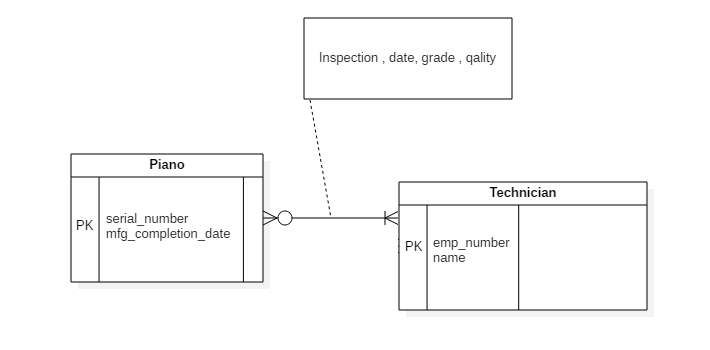 Inspection , date, grade , qality
Piano
PK
serial_number
mfg_completion_date
Technician
PK
emp_number
name